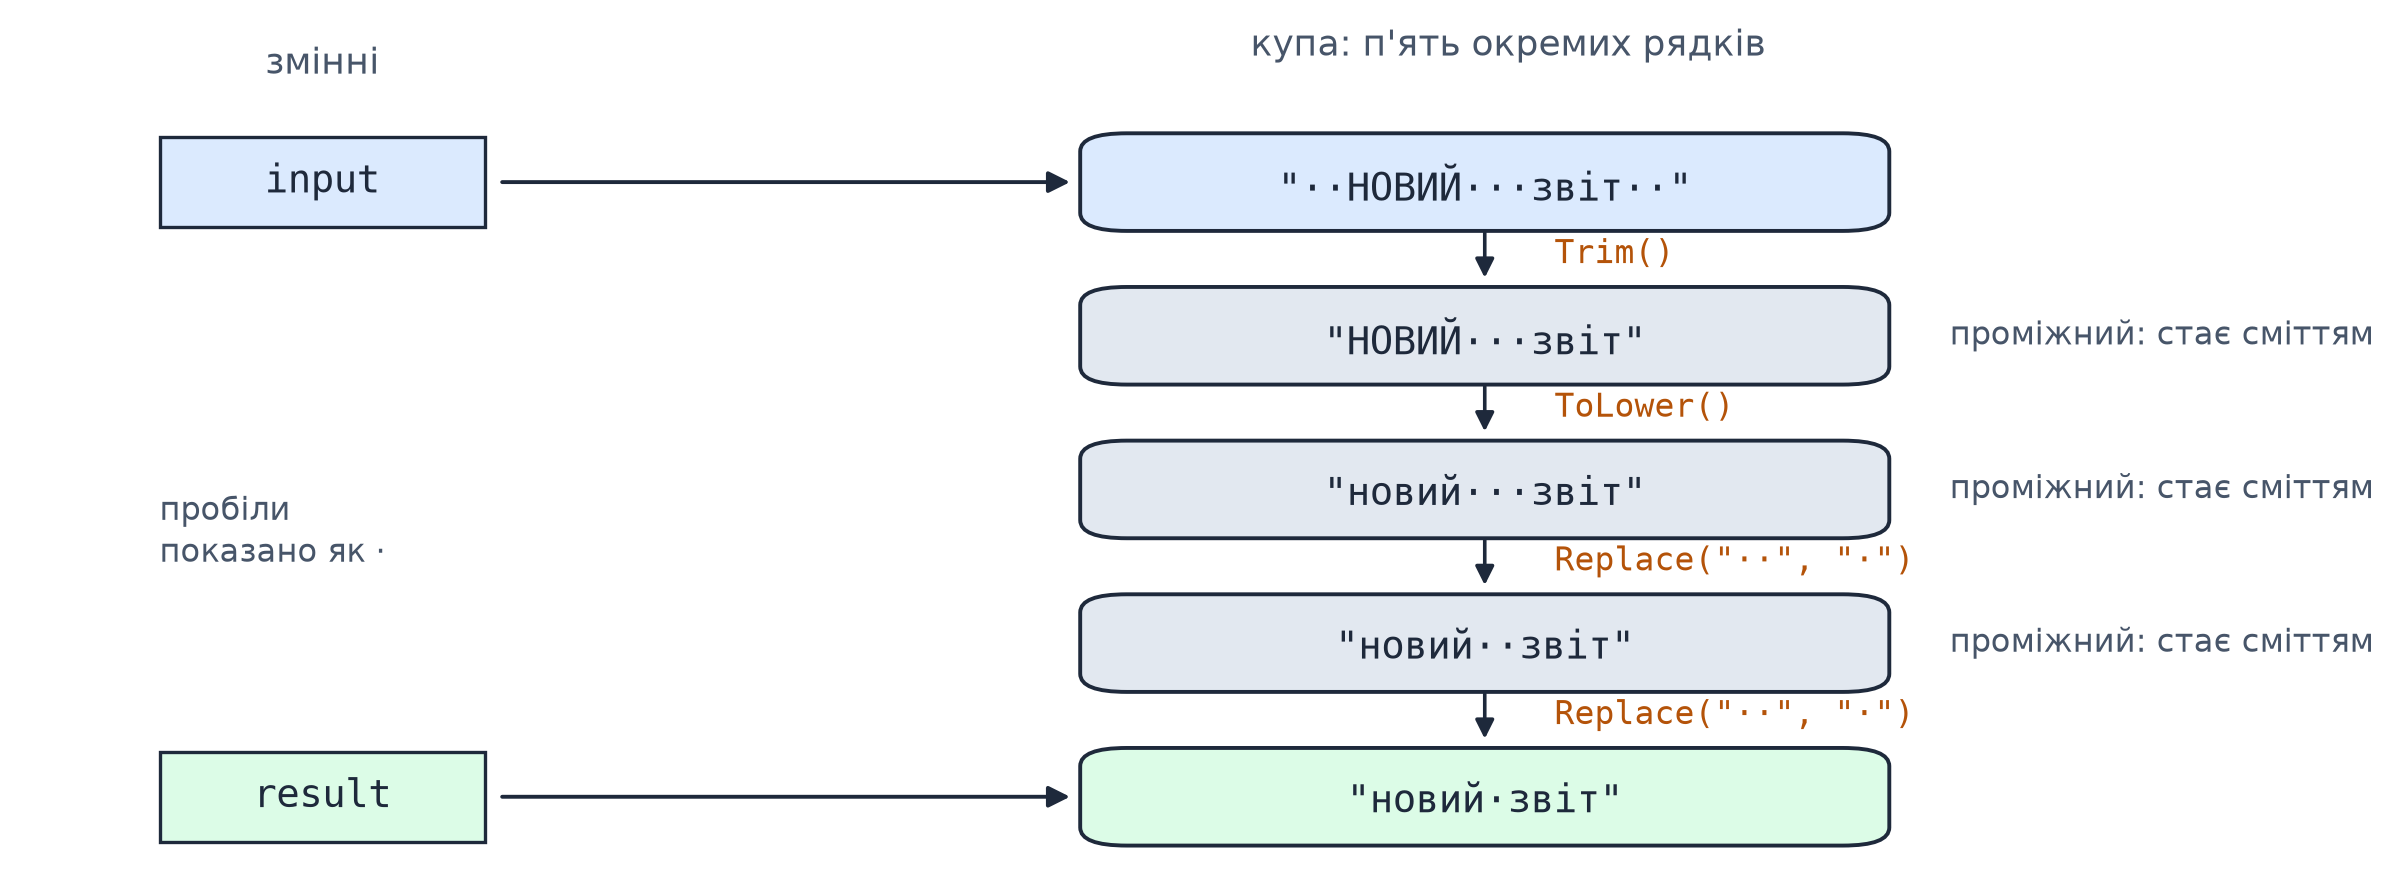 змінні
купа: п'ять окремих рядків
input
"··НОВИЙ···звіт··"
Trim()
"НОВИЙ···звіт"
проміжний: стає сміттям
ToLower()
"новий···звіт"
проміжний: стає сміттям
пробіли
показано як ·
Replace("··", "·")
"новий··звіт"
проміжний: стає сміттям
Replace("··", "·")
result
"новий·звіт"